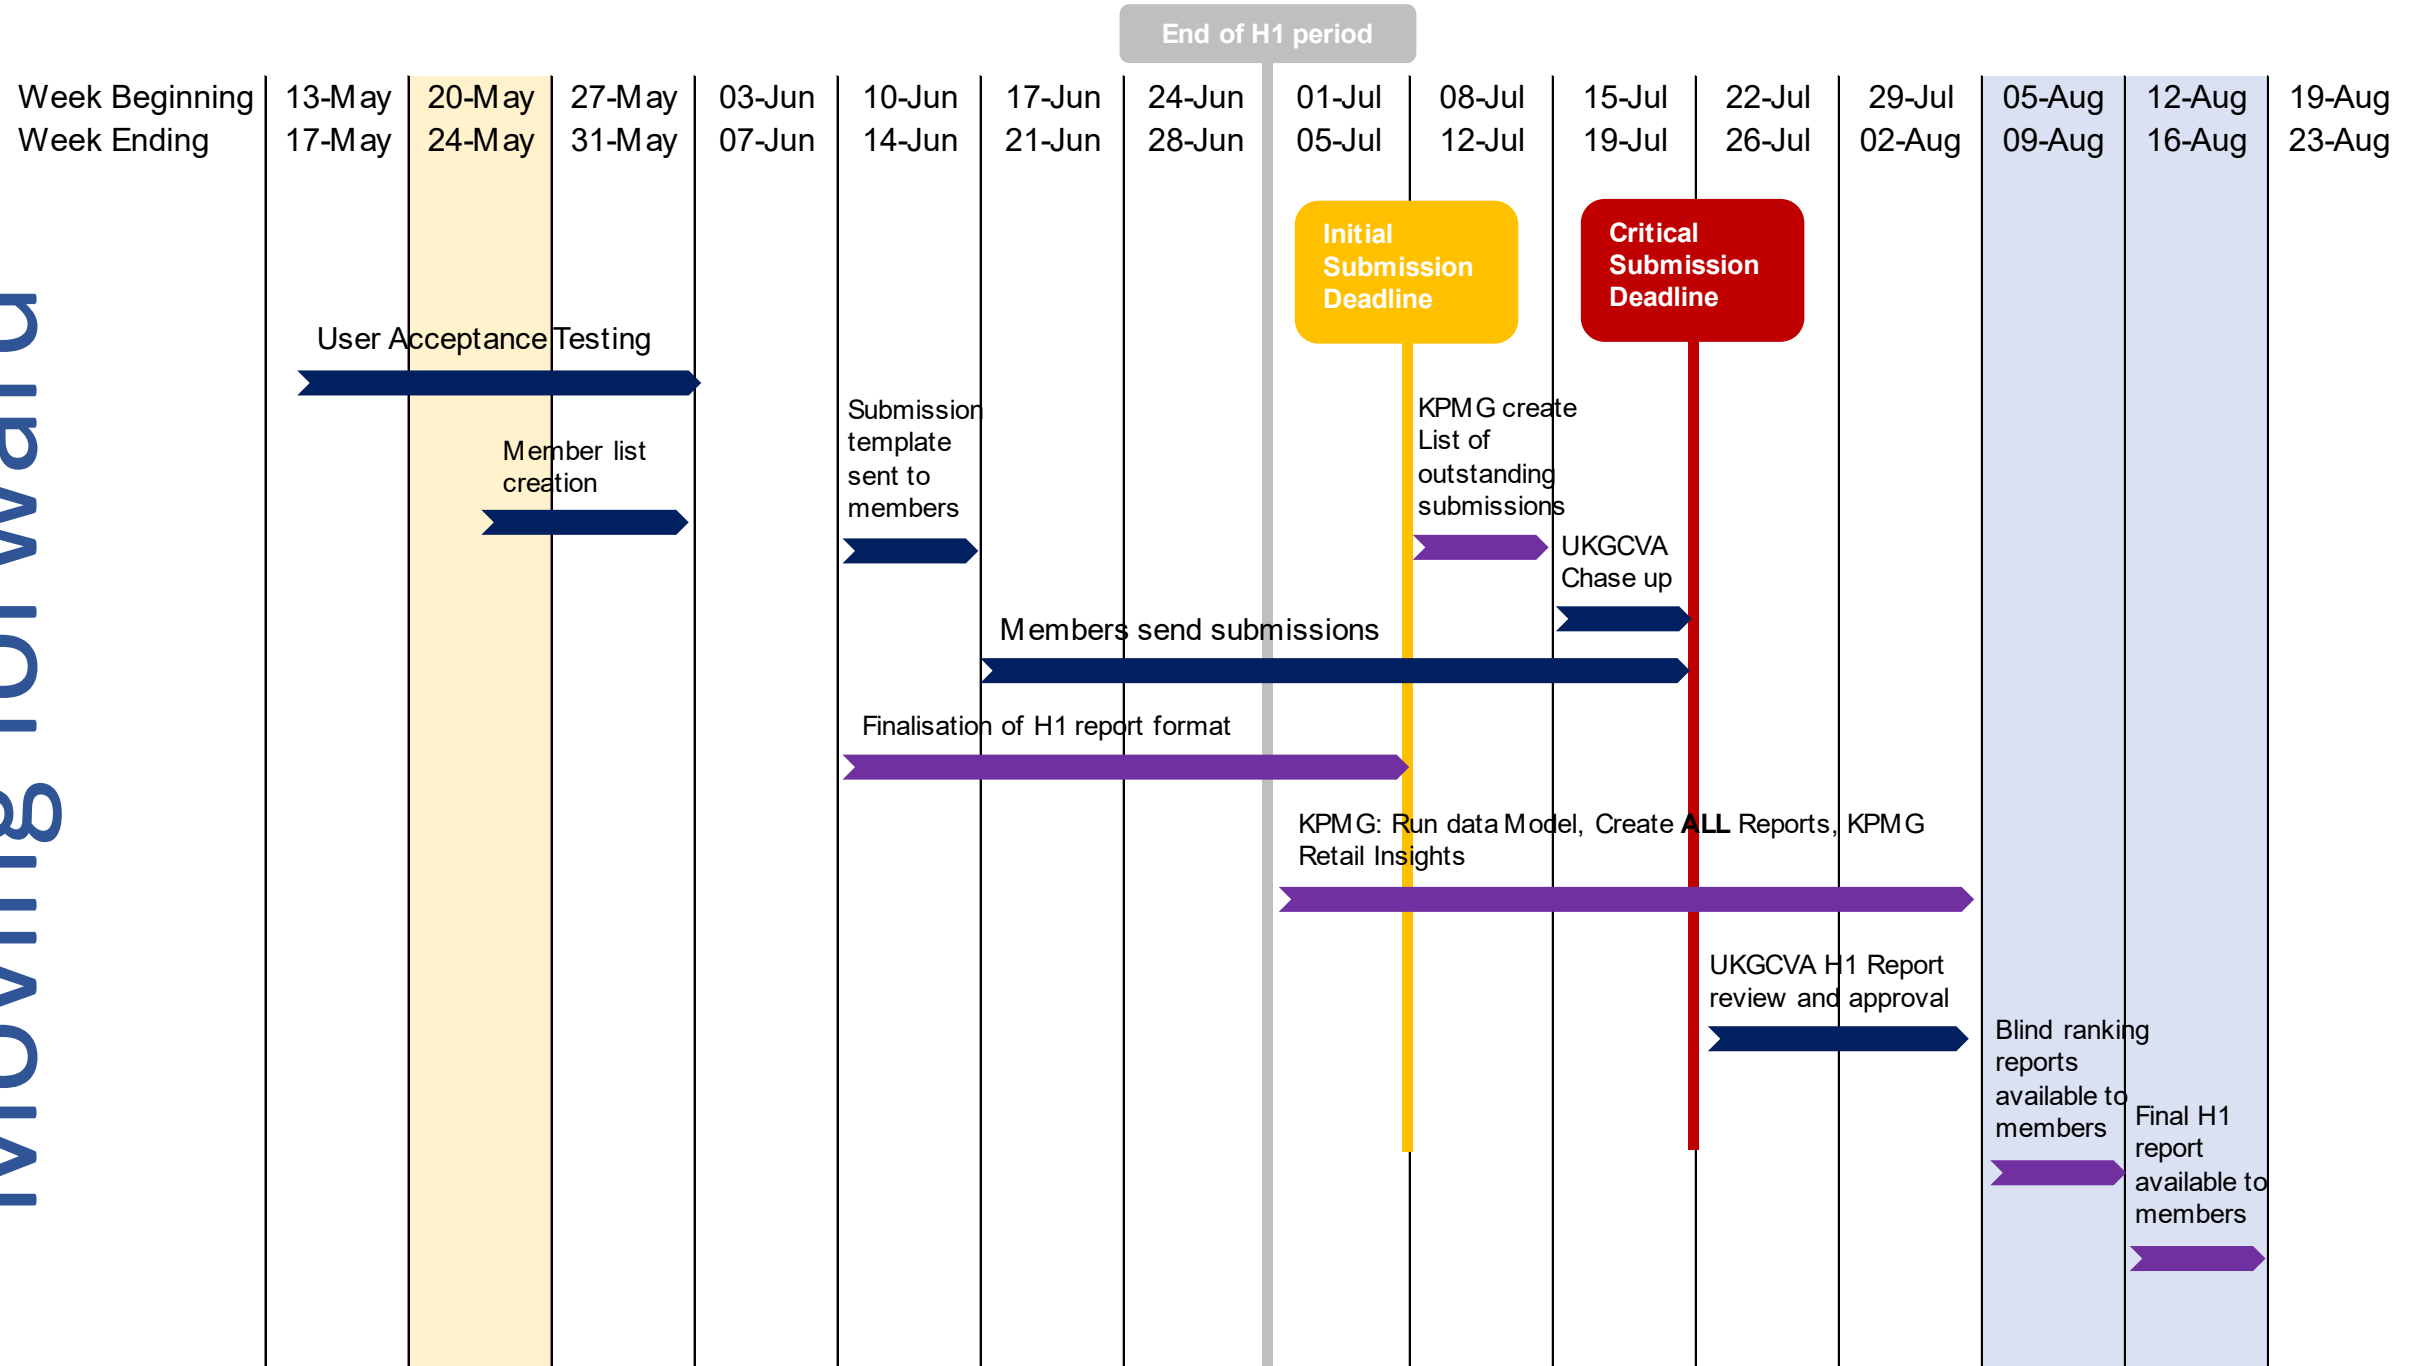 End of H1 period
Week Beginning 13-May 20-May 27-May 03-Jun 10-Jun 17-Jun 24-Jun 01-Jul 08-Jul 15-Jul 22-Jul 29-Jul 05-Aug 12-Aug 19-Aug
Week Ending 17-May 24-May 31-May 07-Jun 14-Jun 21-Jun 28-Jun 05-Jul 12-Jul 19-Jul 26-Jul 02-Aug 09-Aug 16-Aug 23-Aug
Initial
Submission
Deadline
Critical
Submission
Deadline
Moving forward
User Acceptance Testing
Member list
creation
Submission
template
sent to
members
KPMG create
List of
outstanding
submissions
UKGCVA
Chase up
Members send submissions
Finalisation of H1 report format
KPMG: Run data Model, Create ALL Reports, KPMG
Retail Insights
UKGCVA H1 Report
review and approval
Blind ranking
reports
available to
members
Final H1
report
available to
members